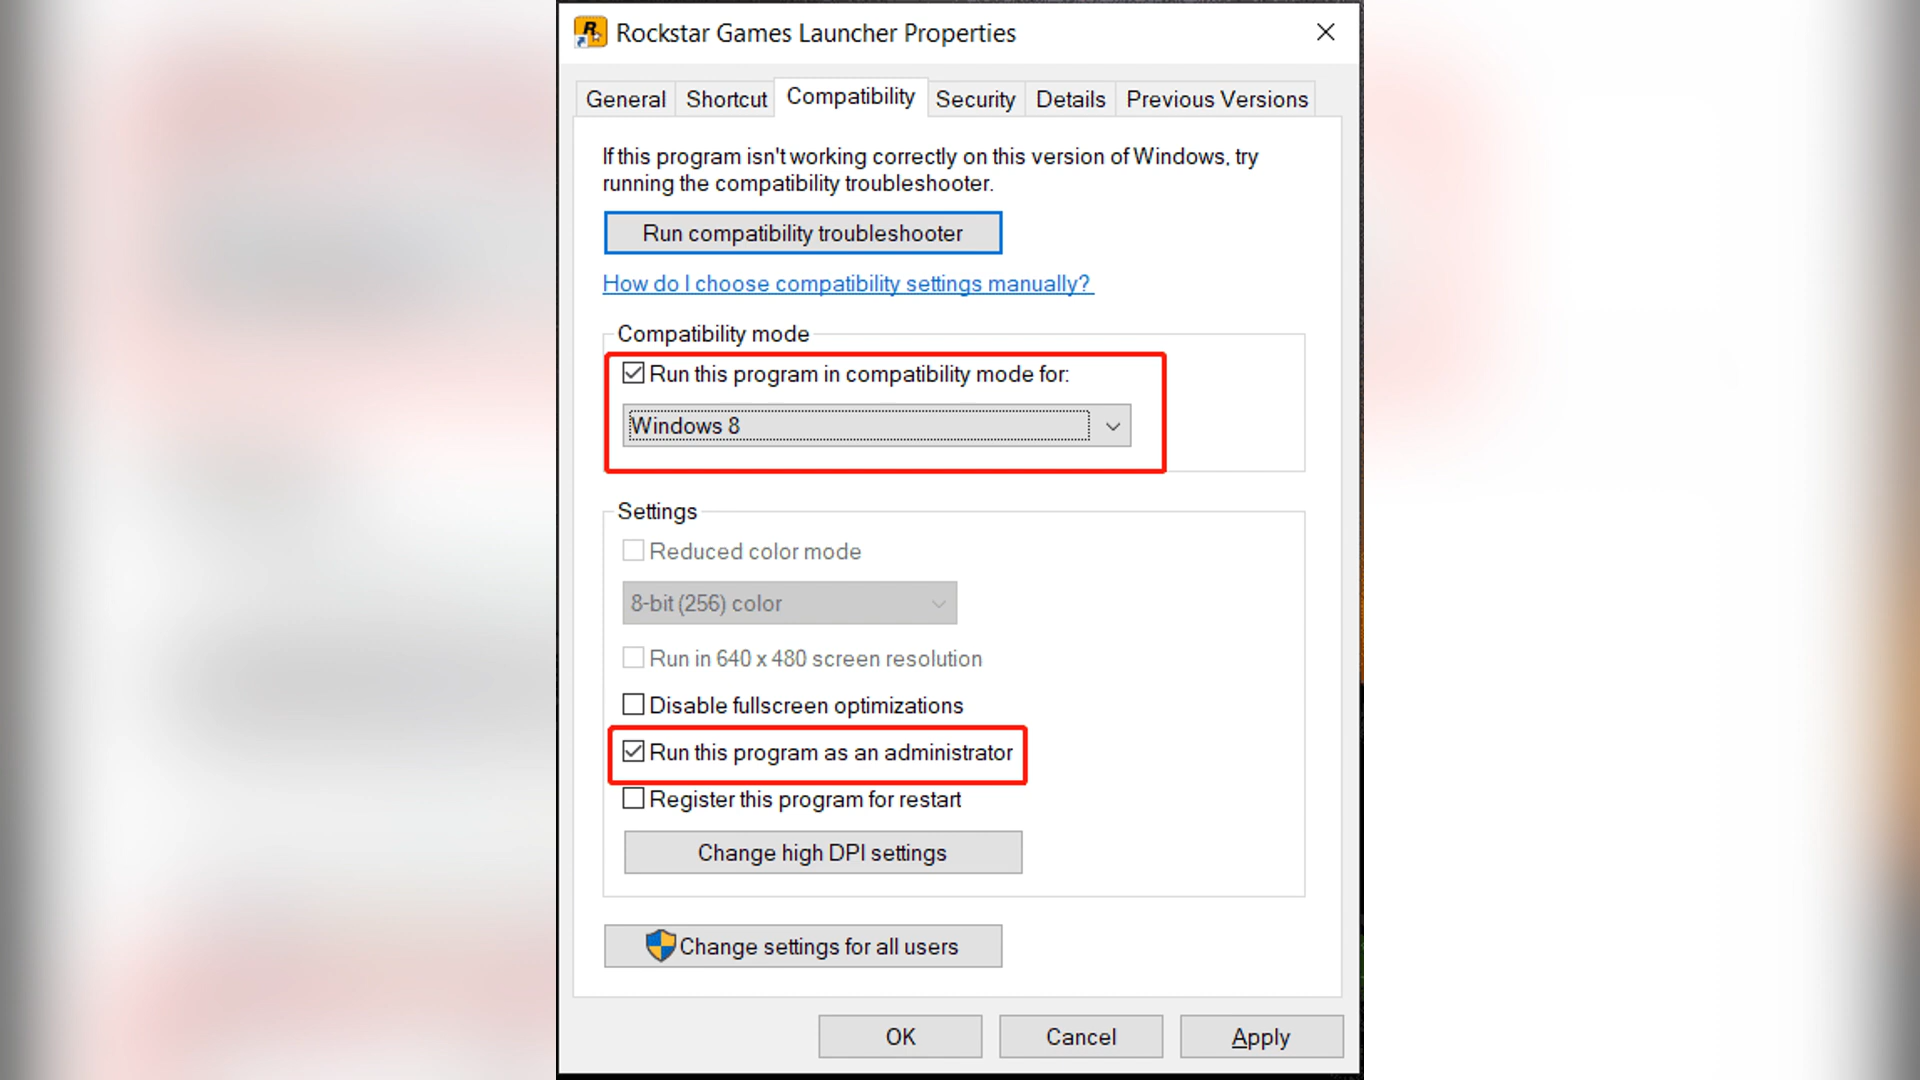 Rockstar Games Launcher Properties
General Shortcut Compatibility Security Details Previous Versions
If this program isn't working correctly on this version of Windows, try
running the compatibility troubleshooter.
Run compatibility troubleshooter
How do I choose compatibility settings manually?
Compatibility mode
Run this program in compatibility mode for:
Windows 8
Settings
Reduced color mode
8-bit (256) color
Run in 640 x 480 screen resolution
Disable fullscreen optimizations
Run this program as an administrator
Register this program for restart
Change high DPI settings
Change settings for all users
OK Cancel Apply